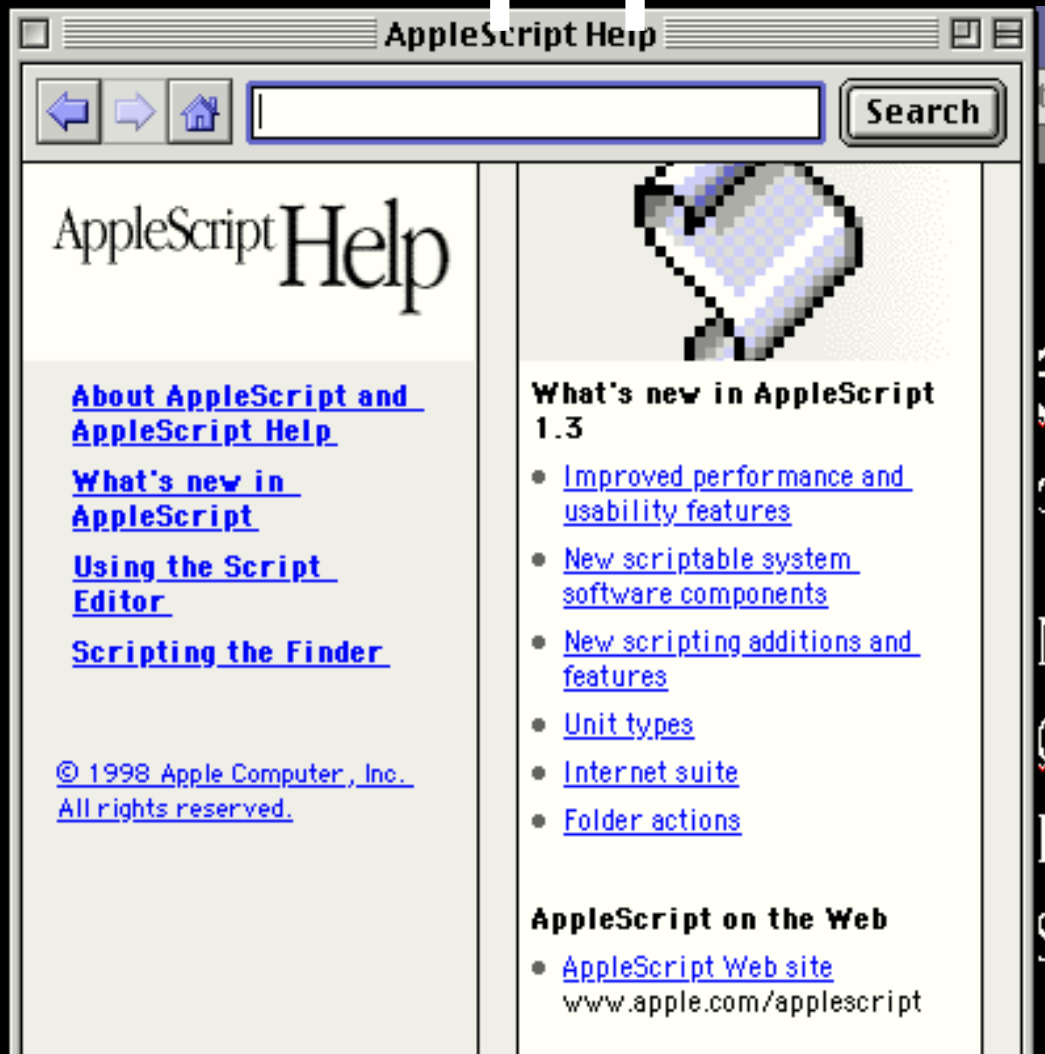 AppleScript Help
Search
AppleScript Help
About AppleScript and
AppleScript Help
What's new in
AppleScript
Using the Script
Editor
Scripting the Finder
© 1998 Apple Computer, Inc.
All rights reserved.
What's new in AppleScript
1.3
Improved performance and
usability features
New scriptable system
software components
New scripting additions and
features
Unit types
Internet suite
Folder actions
AppleScript on the Web
AppleScript Web site
www.apple.com/applescript